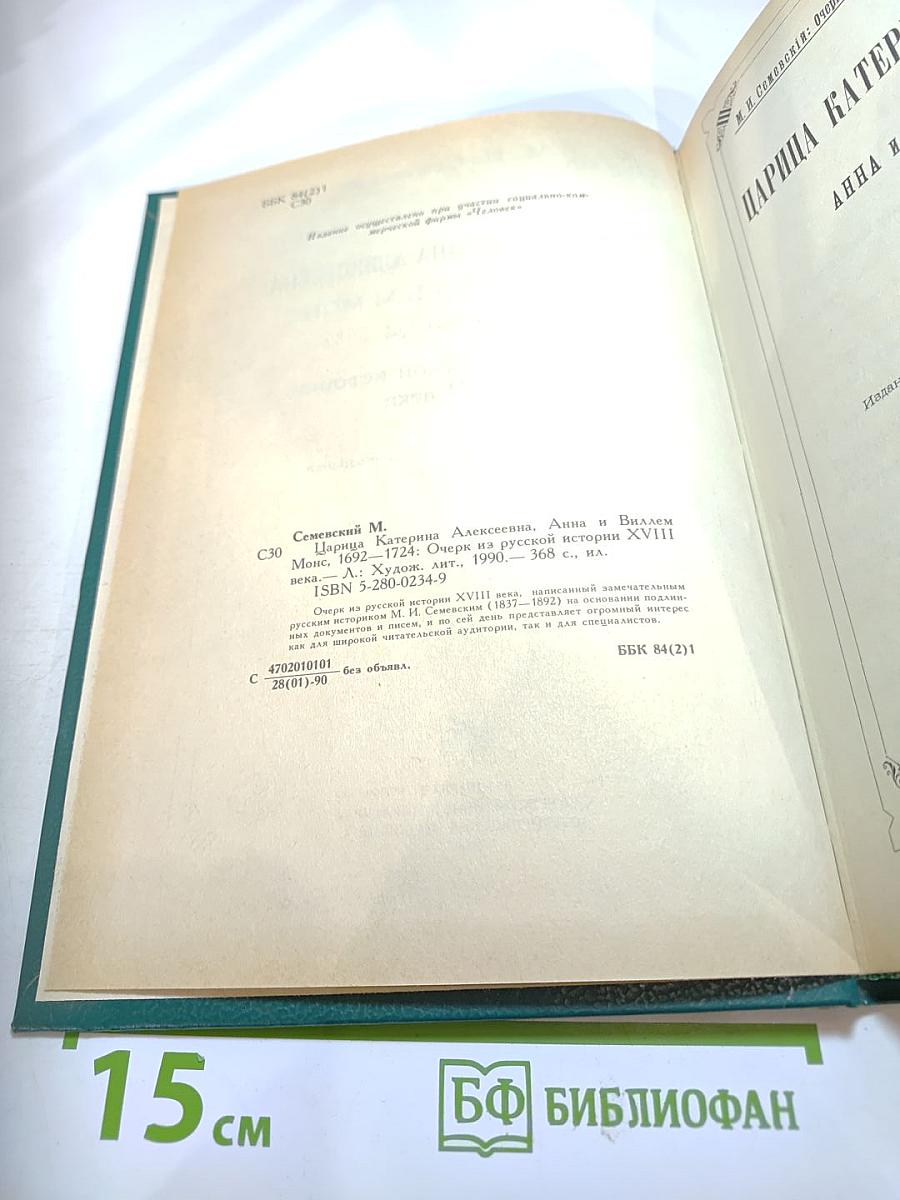 ББК 84(2)1
С30
Издание осуществлено при участии социально-ком-
мерческой фирмы «Человек»
Семевский М.
С30 Царица Катерина Алексеевна, Анна и Виллем
Монс, 1692—1724: Очерк из русской истории XVIII
века.— Л.: Худож. лит., 1990.— 368 с., ил.
ISBN 5-280-0234-9
Очерк из русской истории XVIII века, написанный замечательным
русским историком М. И. Семевским (1837—1892) на основании подлин-
ных документов и писем, и по сей день представляет огромный интерес
как для широкой читательской аудитории, так и для специалистов.
С 4702010101 без объявл.
28(01)-90
ББК 84(2)1
М. И. Семевскiй: Очерк
ЦАРИЦА КАТЕР
АННА И
Издан
15 см
БФ БИБЛИОФАН